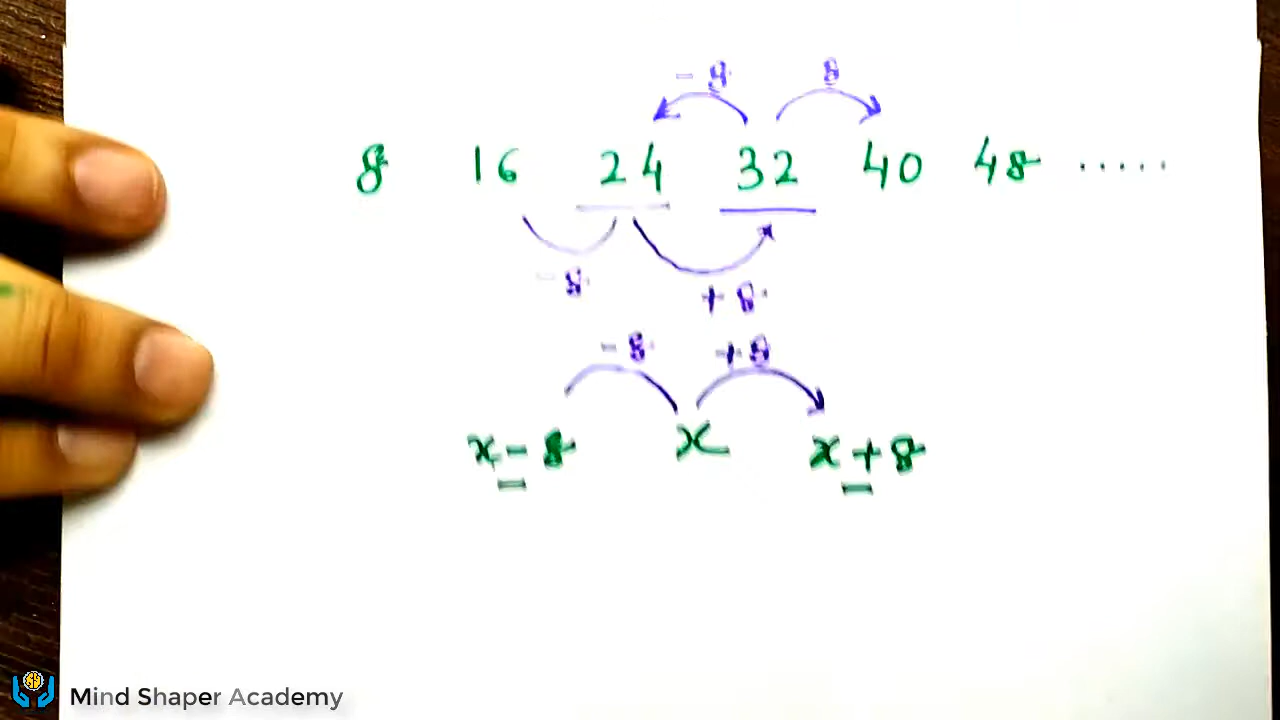 - 8 8
8 16 24 32 40 48 .....
- 8 + 8
- 8 + 8
x - 8 x x + 8
Mind Shaper Academy